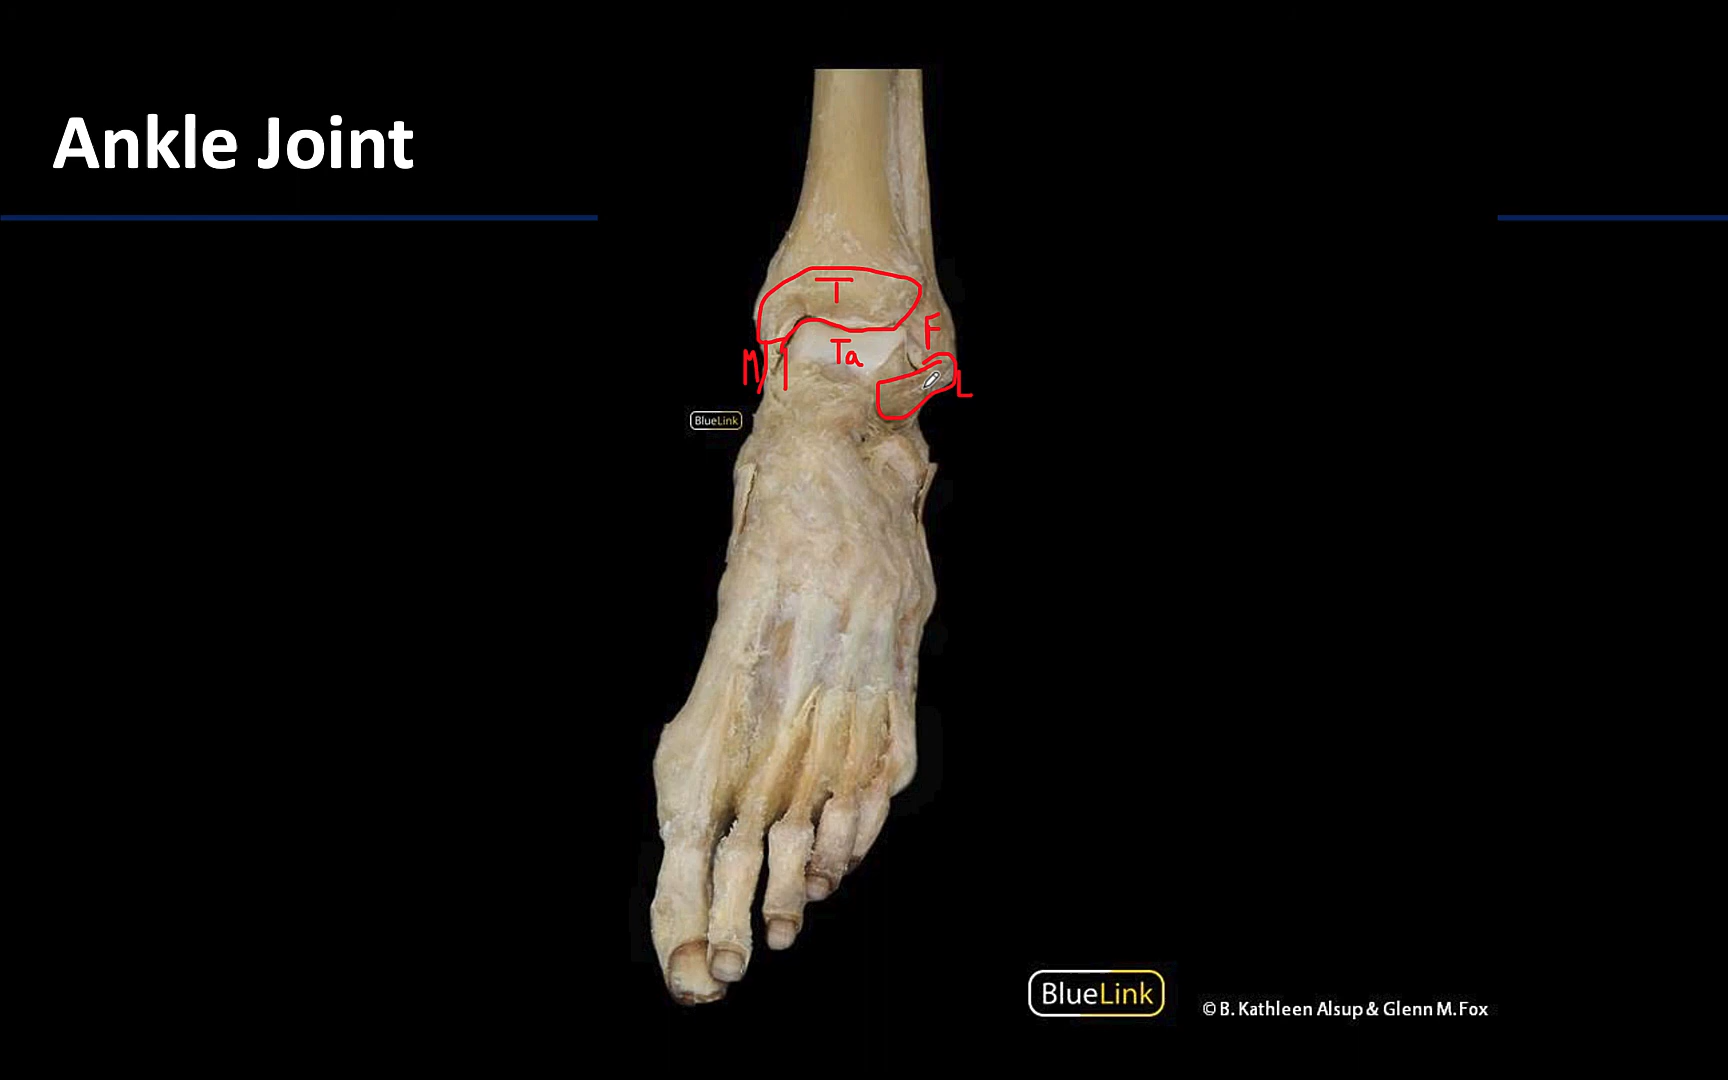 Ankle Joint
T
F
Ta
M
L
BlueLink
BlueLink
© B. Kathleen Alsup & Glenn M. Fox